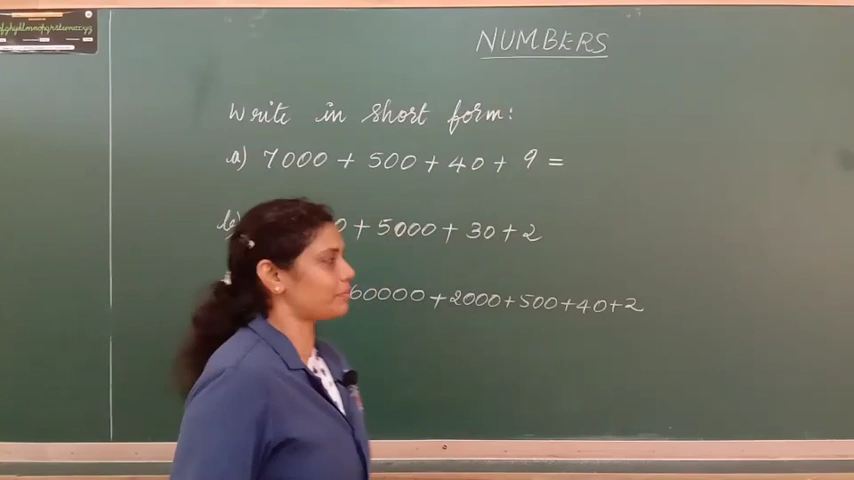 NUMBERS
Write in short form:
a) 7000 + 500 + 40 + 9 =
b) + 5000 + 30 + 2
60000 + 2000 + 500 + 40 + 2